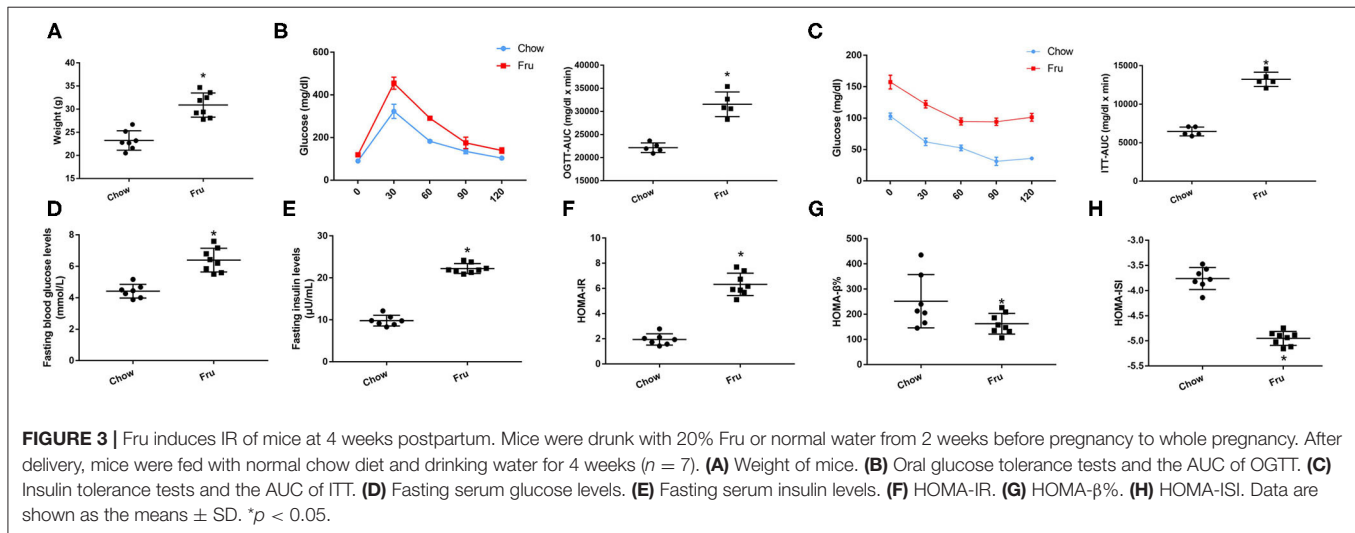 A
Weight (g)
40
35
30
25
20
15
*
Chow
Fru
B
Glucose (mg/dl)
600
400
200
0
0
30
60
90
120
Chow
Fru
OGTT-AUC (mg/dl x min)
40000
35000
30000
25000
20000
15000
*
Chow
Fru
C
Glucose (mg/dl)
200
150
100
50
0
0
30
60
90
120
Chow
Fru
ITT-AUC (mg/dl x min)
15000
10000
5000
0
*
Chow
Fru
D
Fasting blood glucose levels
(mmol/L)
8
6
4
2
0
*
Chow
Fru
E
Fasting insulin levels
(μIU/mL)
30
20
10
0
*
Chow
Fru
F
HOMA-IR
10
8
6
4
2
0
*
Chow
Fru
G
HOMA-β%
500
400
300
200
100
0
*
Chow
Fru
H
HOMA-ISI
-3.0
-3.5
-4.0
-4.5
-5.0
-5.5
*
Chow
Fru
FIGURE 3 | Fru induces IR of mice at 4 weeks postpartum. Mice were drunk with 20% Fru or normal water from 2 weeks before pregnancy to whole pregnancy. After
delivery, mice were fed with normal chow diet and drinking water for 4 weeks (n = 7). (A) Weight of mice. (B) Oral glucose tolerance tests and the AUC of OGTT. (C)
Insulin tolerance tests and the AUC of ITT. (D) Fasting serum glucose levels. (E) Fasting serum insulin levels. (F) HOMA-IR. (G) HOMA-β%. (H) HOMA-ISI. Data are
shown as the means ± SD. *p < 0.05.